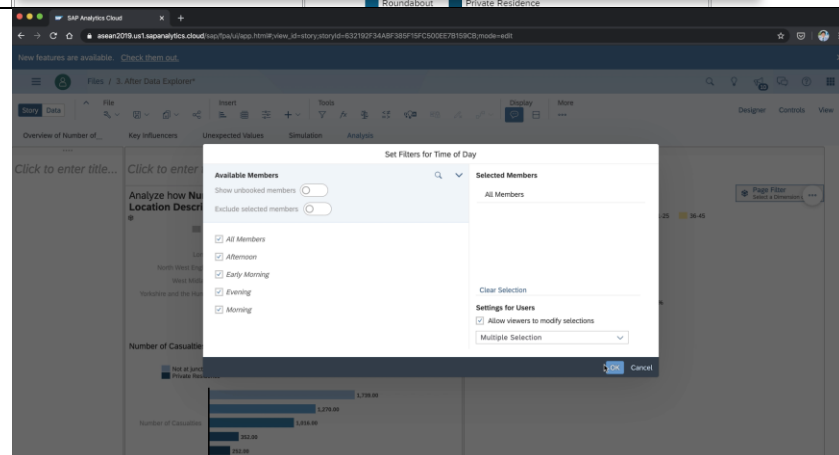 Roundabout Private Residence
SAP Analytics Cloud
asean2019.us1.sapanalytics.cloud/sap/fpa/ui/app.html#;view_id=story;storyId=632192F34ABF385F15FC500EE7B159CB;mode=edit
New features are available. Check them out.
Files / 3. After Data Explorer*
Story Data File Insert Tools Display More
Designer Controls View
Overview of Number of_ Key Influencers Unexpected Values Simulation Analysis
Set Filters for Time of Day
Click to enter title... Click to enter
Available Members Selected Members
Show unbooked members All Members
Exclude selected members
Analyze how Nu
Location Descri
Page Filter
Select a Dimension
-25 36-45
All Members
Afternoon
Early Morning
Evening
Morning
North West Eng
West Mid
Yorkshire and the Hu
Clear Selection
Settings for Users
Allow viewers to modify selections
Multiple Selection
Number of Casualtie
OK Cancel
Not at Junct
Private Resi
1,739.00
1,270.00
Number of Casualties 1,016.00
252.00
252.00